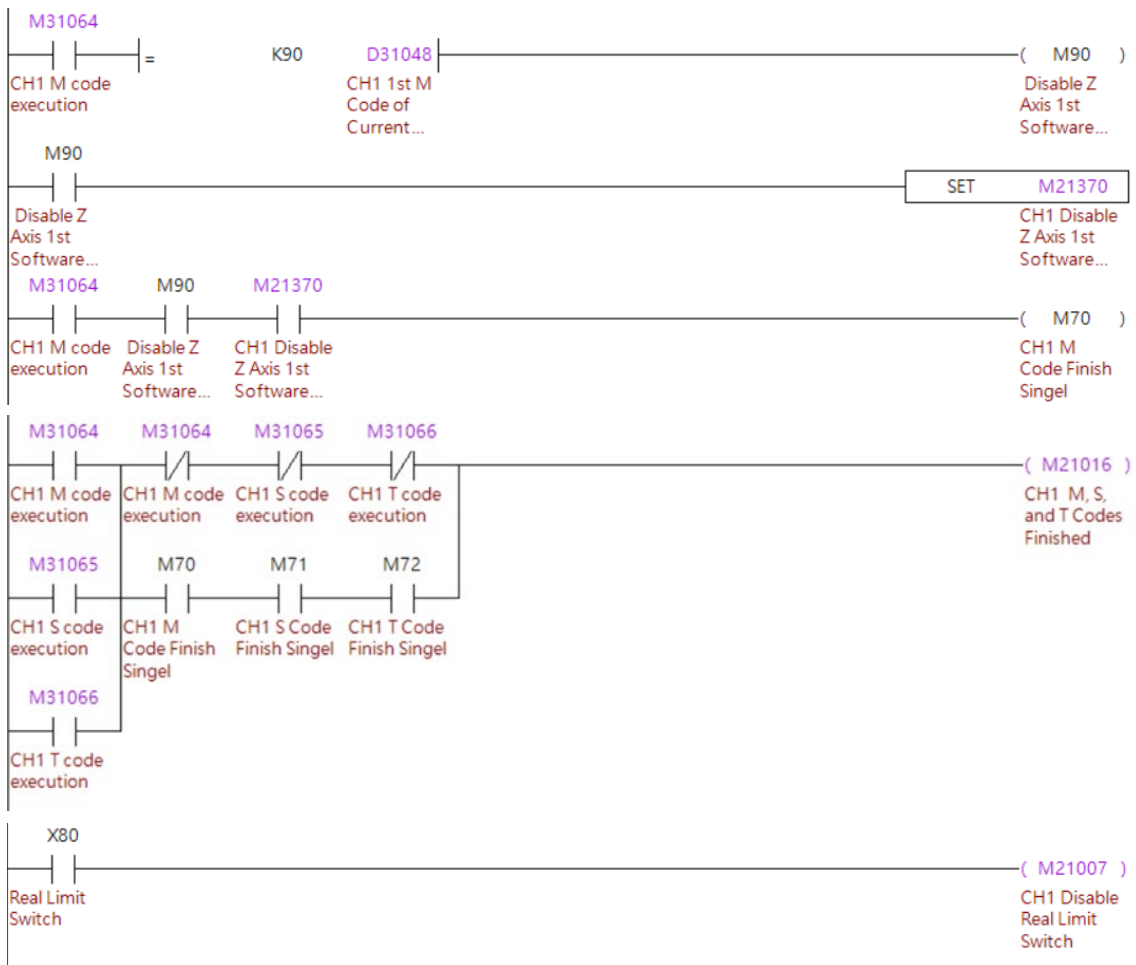 M31064
= K90 D31048 ( M90 )
CH1 M code
execution
CH1 1st M
Code of
Current...
Disable Z
Axis 1st
Software...
M90
SET M21370
Disable Z
Axis 1st
Software...
CH1 Disable
Z Axis 1st
Software...
M31064 M90 M21370
( M70 )
CH1 M code
execution
Disable Z
Axis 1st
Software...
CH1 Disable
Z Axis 1st
Software...
CH1 M
Code Finish
Singel
M31064 M31064 M31065 M31066
( M21016 )
CH1 M code
execution
CH1 M code
execution
CH1 S code
execution
CH1 T code
execution
CH1 M, S,
and T Codes
Finished
M31065 M70 M71 M72
CH1 S code
execution
CH1 M
Code Finish
Singel
CH1 S Code
Finish Singel
CH1 T Code
Finish Singel
M31066
CH1 T code
execution
X80
( M21007 )
Real Limit
Switch
CH1 Disable
Real Limit
Switch